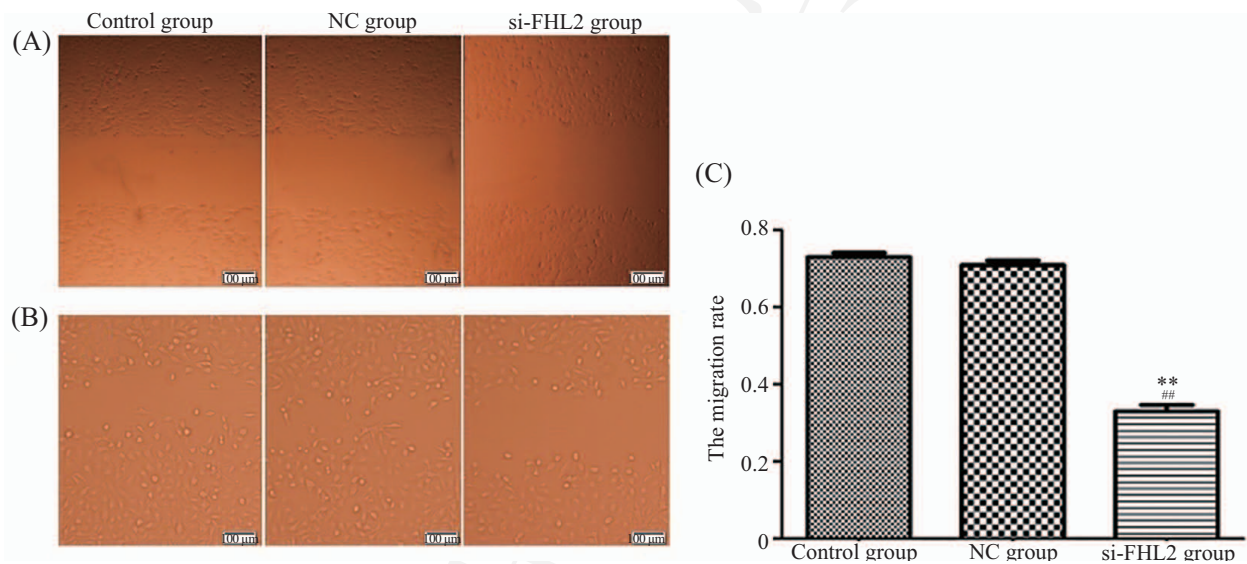 Control group NC group si-FHL2 group
(A)
100 μm 100 μm 100 μm
(B)
100 μm 100 μm 100 μm
(C)
The migration rate
0.8
0.6
0.4
0.2
0
**
##
Control group NC group si-FHL2 group